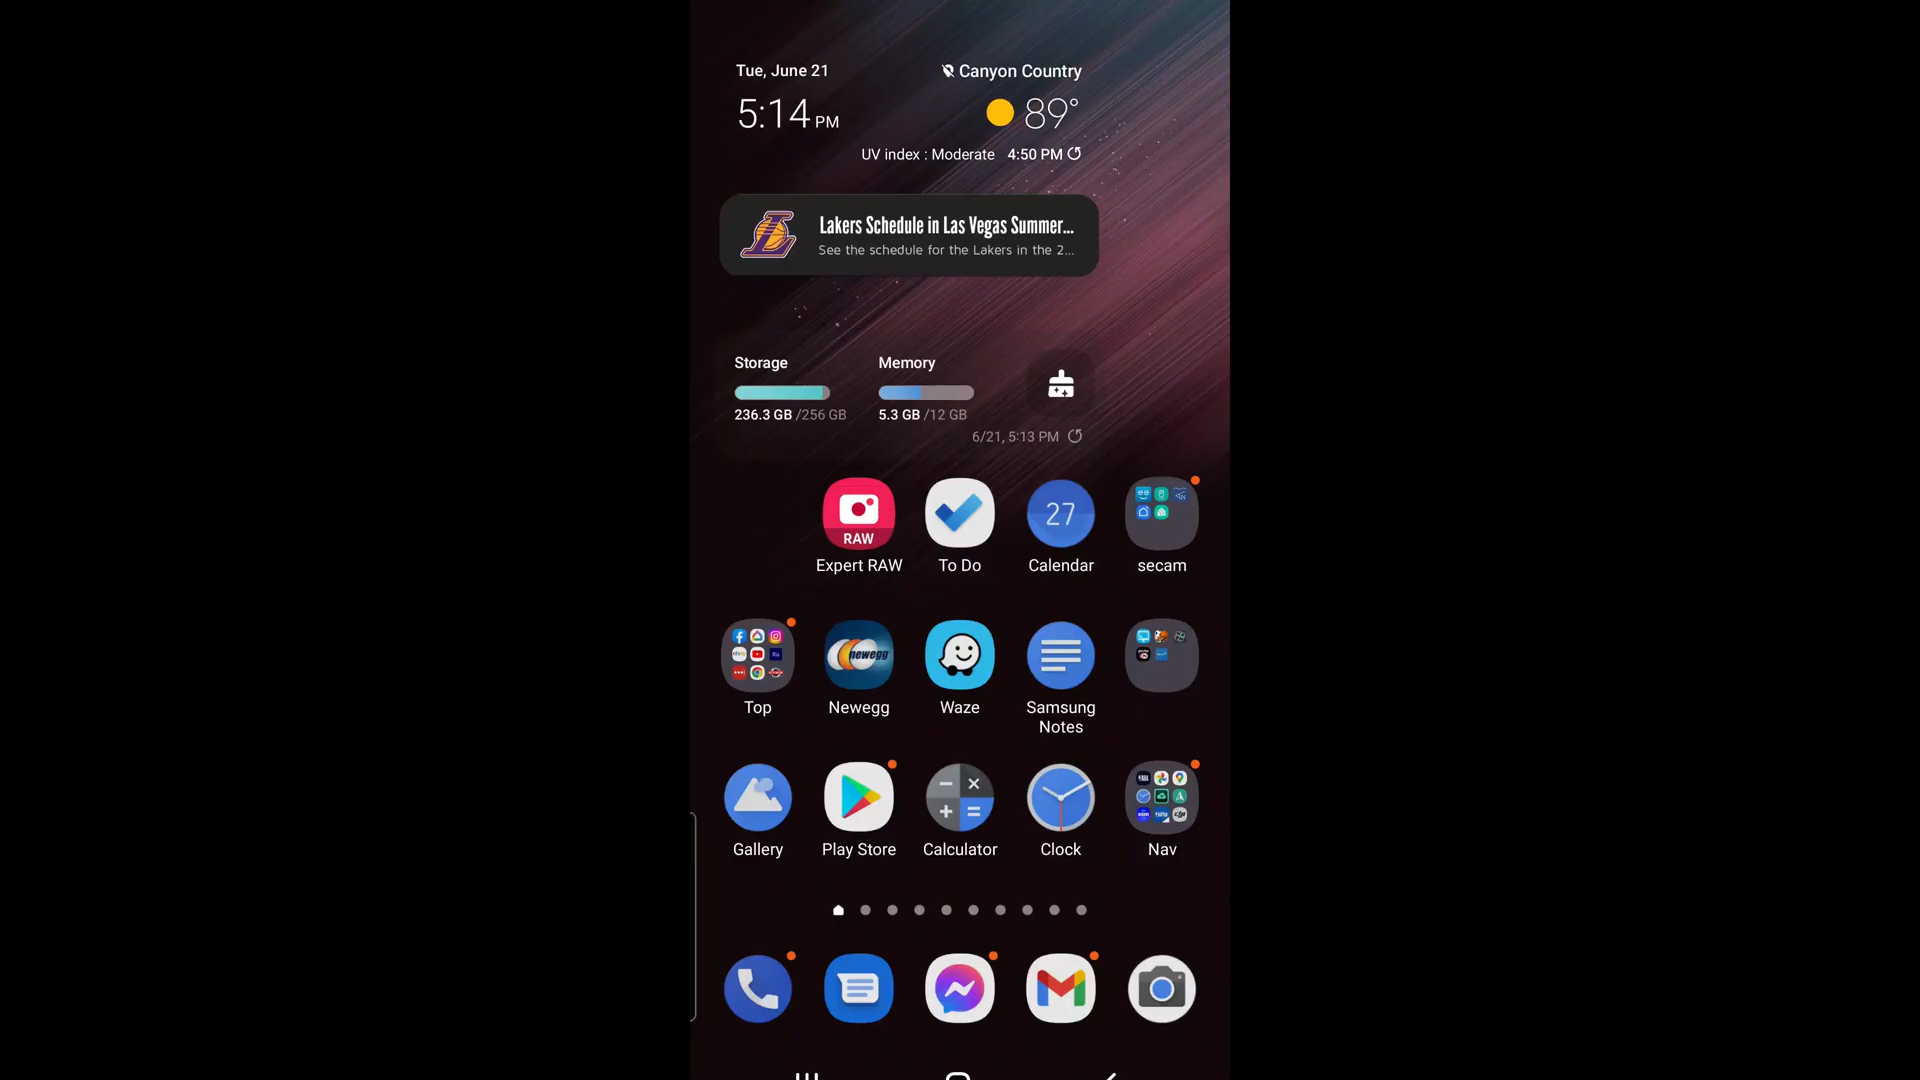 Tue, June 21
Canyon Country
5:14 PM
89°
UV index : Moderate 4:50 PM
Lakers Schedule in Las Vegas Summer...
See the schedule for the Lakers in the 2...
Storage
Memory
236.3 GB /256 GB
5.3 GB /12 GB
6/21, 5:13 PM
RAW
27
Expert RAW
To Do
Calendar
secam
newegg
Top
Newegg
Waze
Samsung
Notes
Gallery
Play Store
Calculator
Clock
Nav